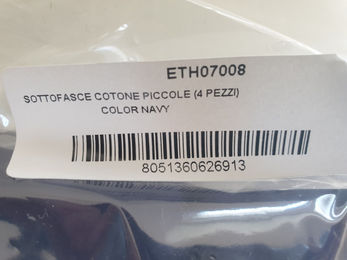 ETH07008
SOTTOFASCE COTONE PICCOLE (4 PEZZI)
COLOR NAVY
8051360626913